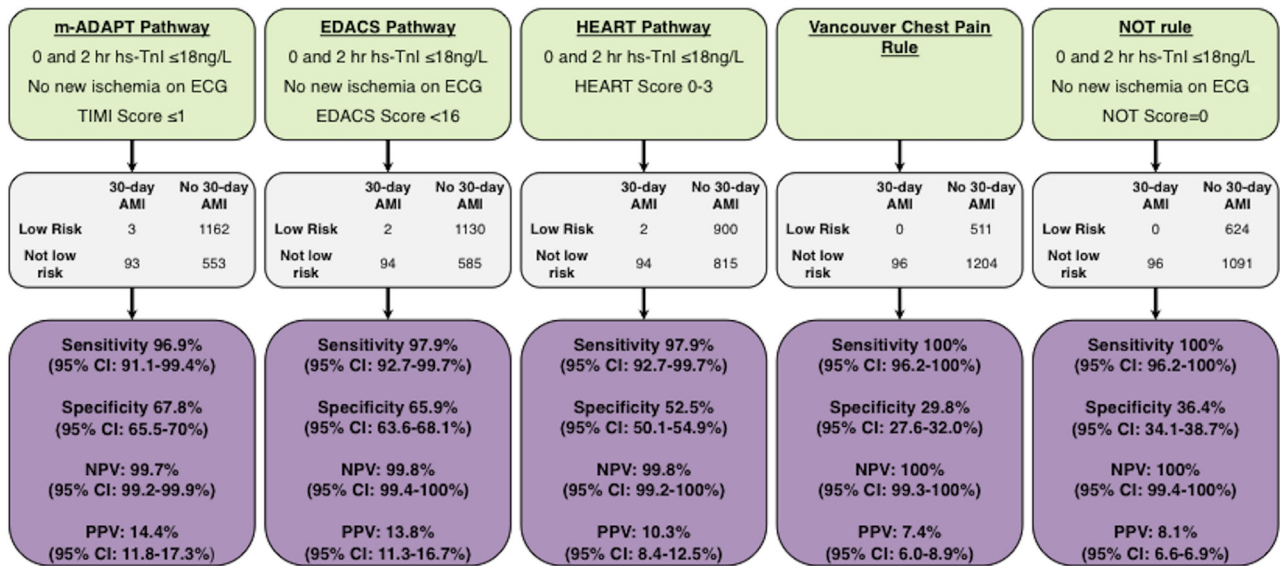 m-ADAPT Pathway
0 and 2 hr hs-TnI ≤18ng/L
No new ischemia on ECG
TIMI Score ≤1
EDACS Pathway
0 and 2 hr hs-TnI ≤18ng/L
No new ischemia on ECG
EDACS Score <16
HEART Pathway
0 and 2 hr hs-TnI ≤18ng/L
HEART Score 0-3
Vancouver Chest Pain
Rule
NOT rule
0 and 2 hr hs-TnI ≤18ng/L
No new ischemia on ECG
NOT Score=0
30-day No 30-day
AMI AMI
Low Risk 3 1162
Not low
risk 93 553
30-day No 30-day
AMI AMI
Low Risk 2 1130
Not low
risk 94 585
30-day No 30-day
AMI AMI
Low Risk 2 900
Not low
risk 94 815
30-day No 30-day
AMI AMI
Low Risk 0 511
Not low
risk 96 1204
30-day No 30-day
AMI AMI
Low Risk 0 624
Not low
risk 96 1091
Sensitivity 96.9%
(95% CI: 91.1-99.4%)
Specificity 67.8%
(95% CI: 65.5-70%)
NPV: 99.7%
(95% CI: 99.2-99.9%)
PPV: 14.4%
(95% CI: 11.8-17.3%)
Sensitivity 97.9%
(95% CI: 92.7-99.7%)
Specificity 65.9%
(95% CI: 63.6-68.1%)
NPV: 99.8%
(95% CI: 99.4-100%)
PPV: 13.8%
(95% CI: 11.3-16.7%)
Sensitivity 97.9%
(95% CI: 92.7-99.7%)
Specificity 52.5%
(95% CI: 50.1-54.9%)
NPV: 99.8%
(95% CI: 99.2-100%)
PPV: 10.3%
(95% CI: 8.4-12.5%)
Sensitivity 100%
(95% CI: 96.2-100%)
Specificity 29.8%
(95% CI: 27.6-32.0%)
NPV: 100%
(95% CI: 99.3-100%)
PPV: 7.4%
(95% CI: 6.0-8.9%)
Sensitivity 100%
(95% CI: 96.2-100%)
Specificity 36.4%
(95% CI: 34.1-38.7%)
NPV: 100%
(95% CI: 99.4-100%)
PPV: 8.1%
(95% CI: 6.6-6.9%)